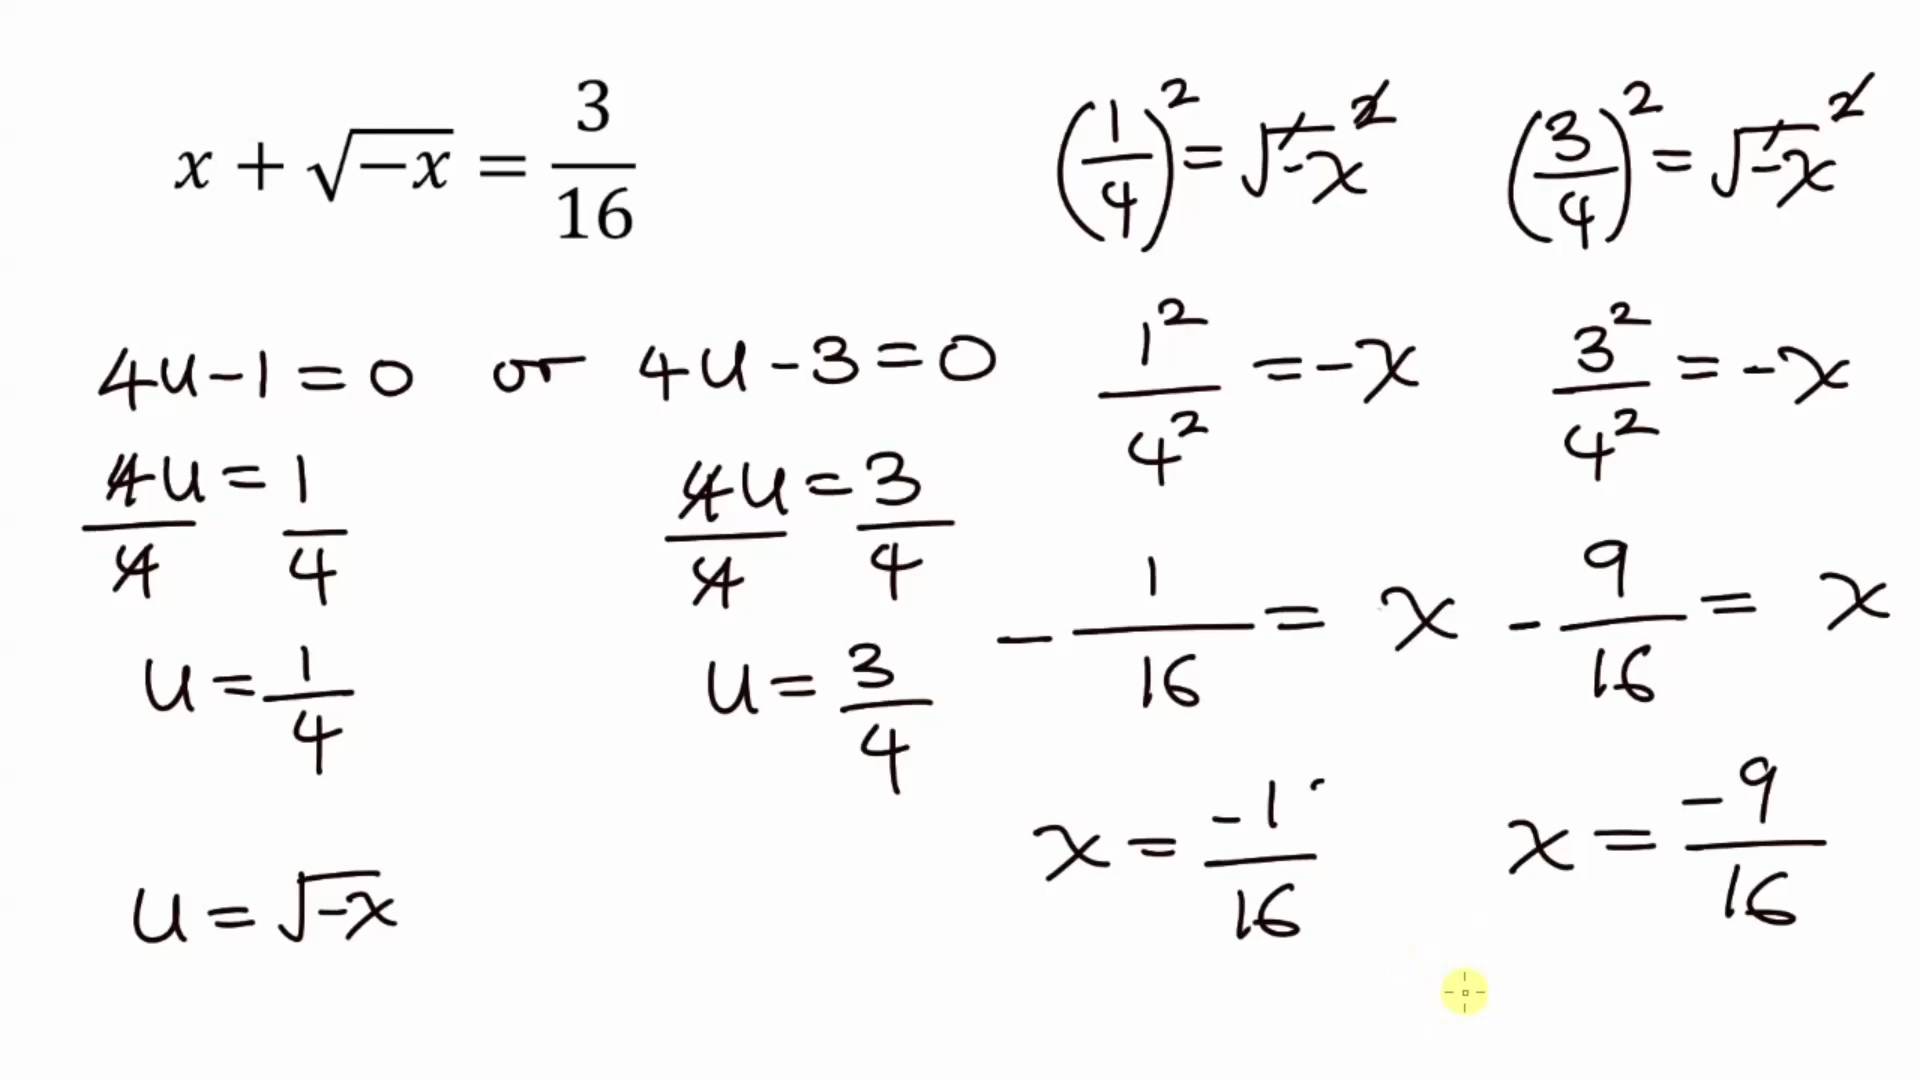 x + √-x = 3/16
4u-1=0 or 4u-3=0
4u/4 = 1/4
4u/4 = 3/4
u = 1/4
u = 3/4
u = √-x
(1/4)² = √-x²
1²/4² = -x
-1/16 = x
x = -1/16
(3/4)² = √-x²
3²/4² = -x
-9/16 = x
x = -9/16